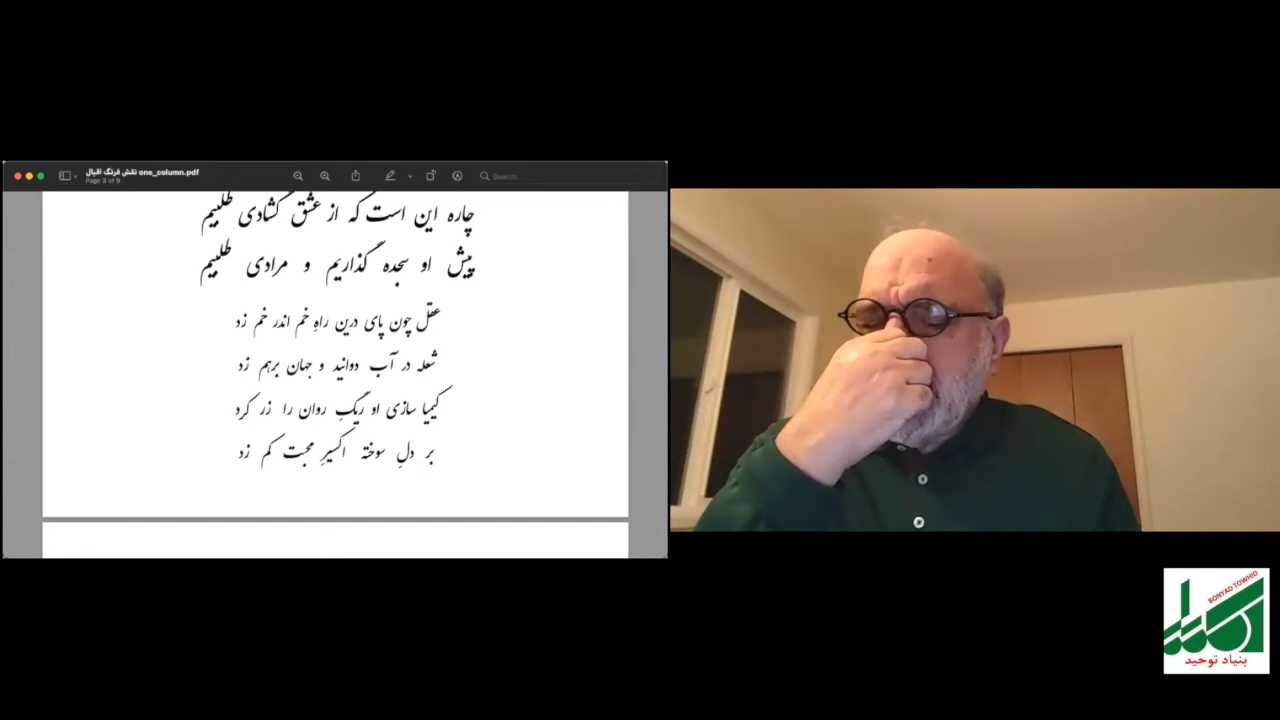 نقش فرنگ اقبال one_column.pdf
Page 3 of 9
Search
چاره این است که از عشق گشادی طلبیم
پیش او سجده گذاریم و مرادی طلبیم
عقل چون پای درین راهِ خم اندر خم زد
شعله در آب دوانید و جهان برهم زد
کیمیا سازی او ریگِ روان را زر کرد
بر دلِ سوخته اکسیرِ محبت کم زد
BONYAD TOWHID
بنیاد توحید